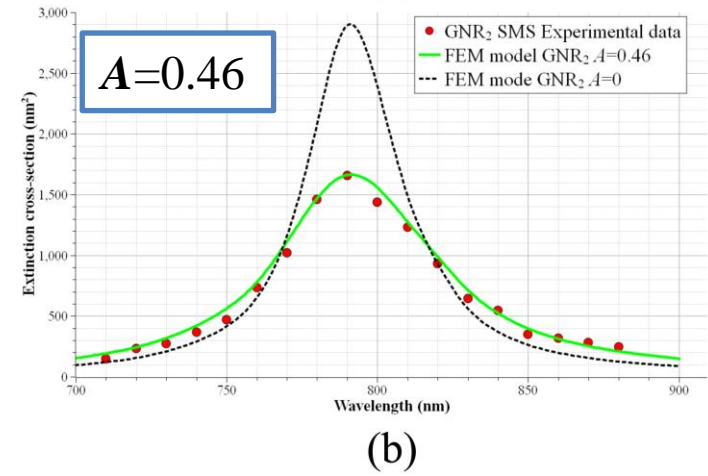 3,000
GNR₂ SMS Experimental data
FEM model GNR₂ A=0.46
FEM mode GNR₂ A=0
A=0.46
2,500
2,000
1,500
1,000
500
0
Extinction cross-section (nm²)
700 750 800 850 900
Wavelength (nm)
(b)